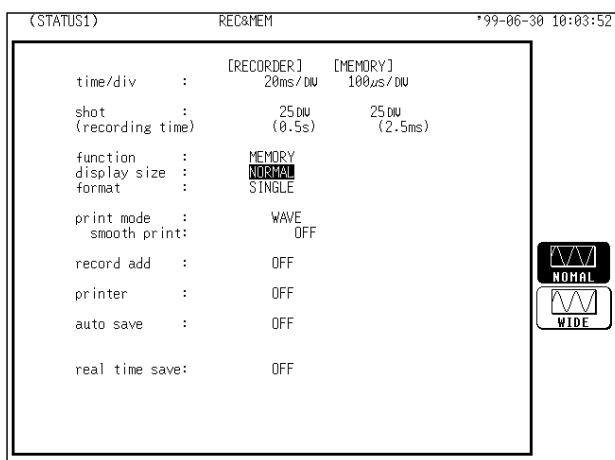 (STATUS1) REC&MEM '99-06-30 10:03:52
[RECORDER] [MEMORY]
time/div : 20ms/DIV 100µs/DIV
shot : 25DIV 25DIV
(recording time) (0.5s) (2.5ms)
function : MEMORY
display size : NORMAL
format : SINGLE
print mode : WAVE
smooth print: OFF
record add : OFF
printer : OFF
auto save : OFF
real time save: OFF
NOMAL
WIDE